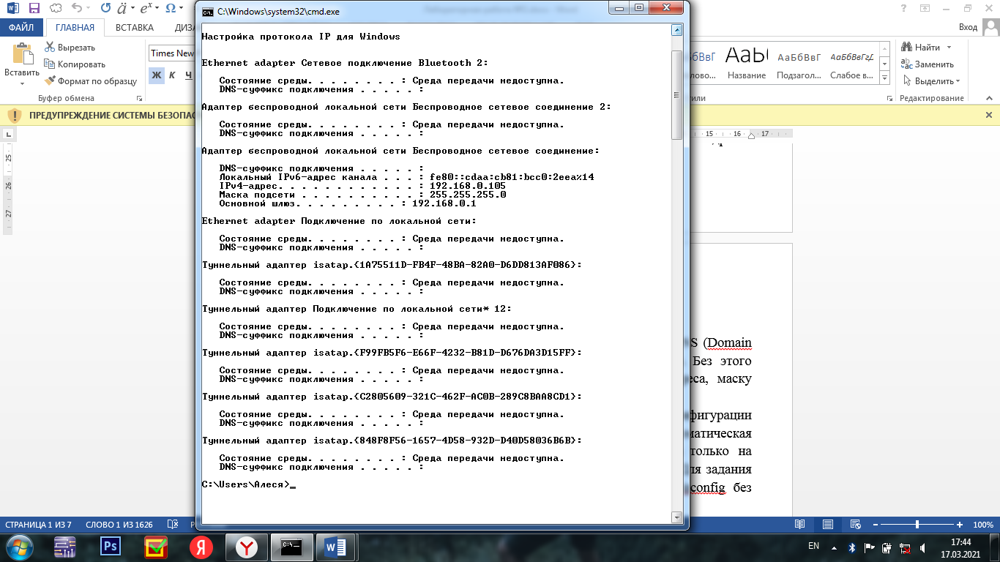 C:\Windows\system32\cmd.exe
ФАЙЛ ГЛАВНАЯ ВСТАВКА Вход
Вставить
Вырезать
Копировать
Формат по образцу
Буфер обмена
Times New
Ж К Ч
АаБбВвГ АаБбВвГд
Название Подзагол... Слабое в...
Найти
Заменить
Выделить
Редактирование
ПРЕДУПРЕЖДЕНИЕ СИСТЕМЫ
15 16 17
25
26
27
Настройка протокола IP для Windows
Ethernet adapter Сетевое подключение Bluetooth 2:
Состояние среды. . . . . . . . : Среда передачи недоступна.
DNS-суффикс подключения . . . . . :
Адаптер беспроводной локальной сети Беспроводное сетевое соединение 2:
Состояние среды. . . . . . . . : Среда передачи недоступна.
DNS-суффикс подключения . . . . . :
Адаптер беспроводной локальной сети Беспроводное сетевое соединение:
DNS-суффикс подключения . . . . . :
Локальный IPv6-адрес канала . . . : fe80::cdaa:cb81:bcc0:2eea%14
IPv4-адрес. . . . . . . . . . . . : 192.168.0.105
Маска подсети . . . . . . . . . . : 255.255.255.0
Основной шлюз. . . . . . . . . : 192.168.0.1
Ethernet adapter Подключение по локальной сети:
Состояние среды. . . . . . . . : Среда передачи недоступна.
DNS-суффикс подключения . . . . . :
Туннельный адаптер isatap.{1A75511D-FB4F-48BA-82A0-D6DD813AF086}:
Состояние среды. . . . . . . . : Среда передачи недоступна.
DNS-суффикс подключения . . . . . :
Туннельный адаптер Подключение по локальной сети* 12:
Состояние среды. . . . . . . . : Среда передачи недоступна.
DNS-суффикс подключения . . . . . :
Туннельный адаптер isatap.{F99FB5F6-E66F-4232-B81D-D676DA3D15FF}:
Состояние среды. . . . . . . . : Среда передачи недоступна.
DNS-суффикс подключения . . . . . :
Туннельный адаптер isatap.{C2805609-321C-462F-AC0B-289C8BAA8CD1}:
Состояние среды. . . . . . . . : Среда передачи недоступна.
DNS-суффикс подключения . . . . . :
Туннельный адаптер isatap.{848F8F56-1657-4D58-932D-D40D58036B6B}:
Состояние среды. . . . . . . . : Среда передачи недоступна.
DNS-суффикс подключения . . . . . :
C:\Users\Алеся>_
S (Domain
Без этого
еса, маску
фигурации
матическая
только на
ля задания
config без
СТРАНИЦА 1 ИЗ 7 СЛОВО 1 ИЗ 1626 100%
EN 17:44
17.03.2021